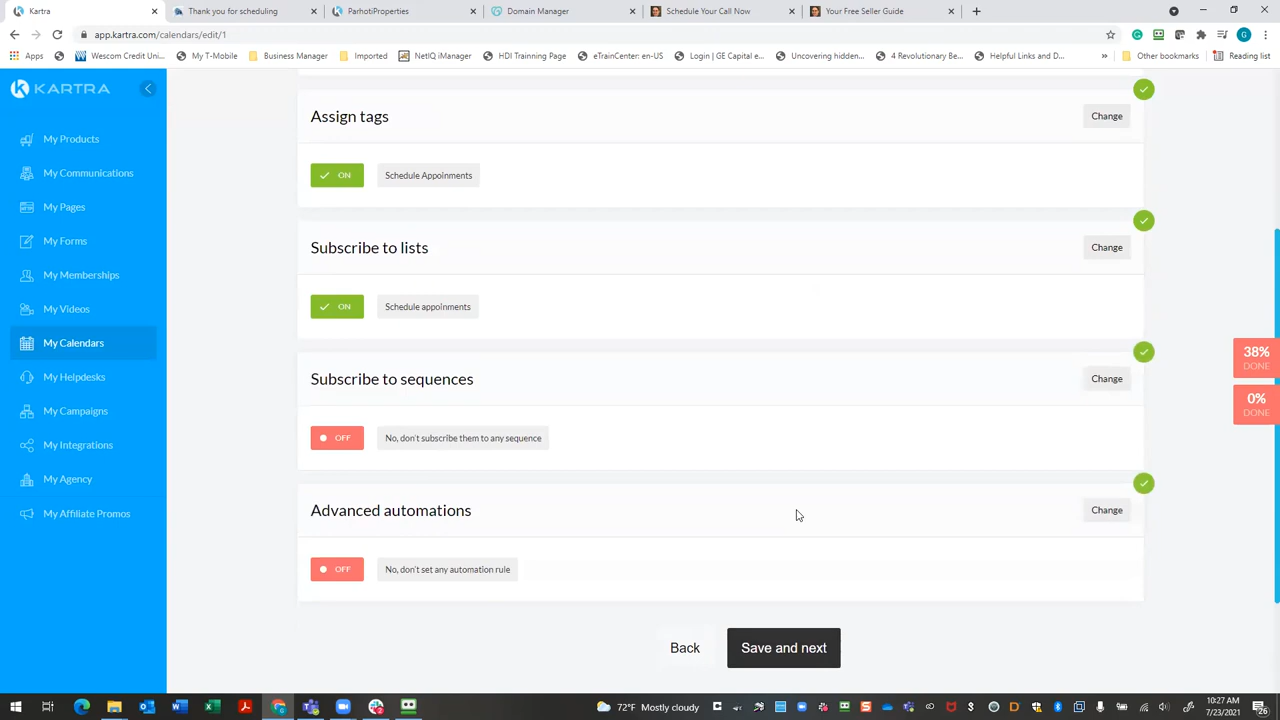 Kartra
Thank you for scheduling
ParhotiProperties
Domain Manager
Schedule Your Call Now
Your Free Seller Guide
app.kartra.com/calendars/edit/1
G
Apps
Wescom Credit Uni...
My T-Mobile
Business Manager
Imported
NetIQ iManager
HDI Training Page
eTrainCenter: en-US
Login | GE Capital e...
Uncovering hidden...
4 Revolutionary Be...
Helpful Links and D...
Other bookmarks
Reading list
KARTRA
My Products
My Communications
My Pages
My Forms
My Memberships
My Videos
My Calendars
My Helpdesks
My Campaigns
My Integrations
My Agency
My Affiliate Promos
Assign tags
Change
ON
Schedule Appoinments
Subscribe to lists
Change
ON
Schedule appoinments
Subscribe to sequences
Change
OFF
No, don't subscribe them to any sequence
Advanced automations
Change
OFF
No, don't set any automation rule
Back
Save and next
38%
DONE
0%
DONE
72°F Mostly cloudy
10:27 AM
7/23/2021
26